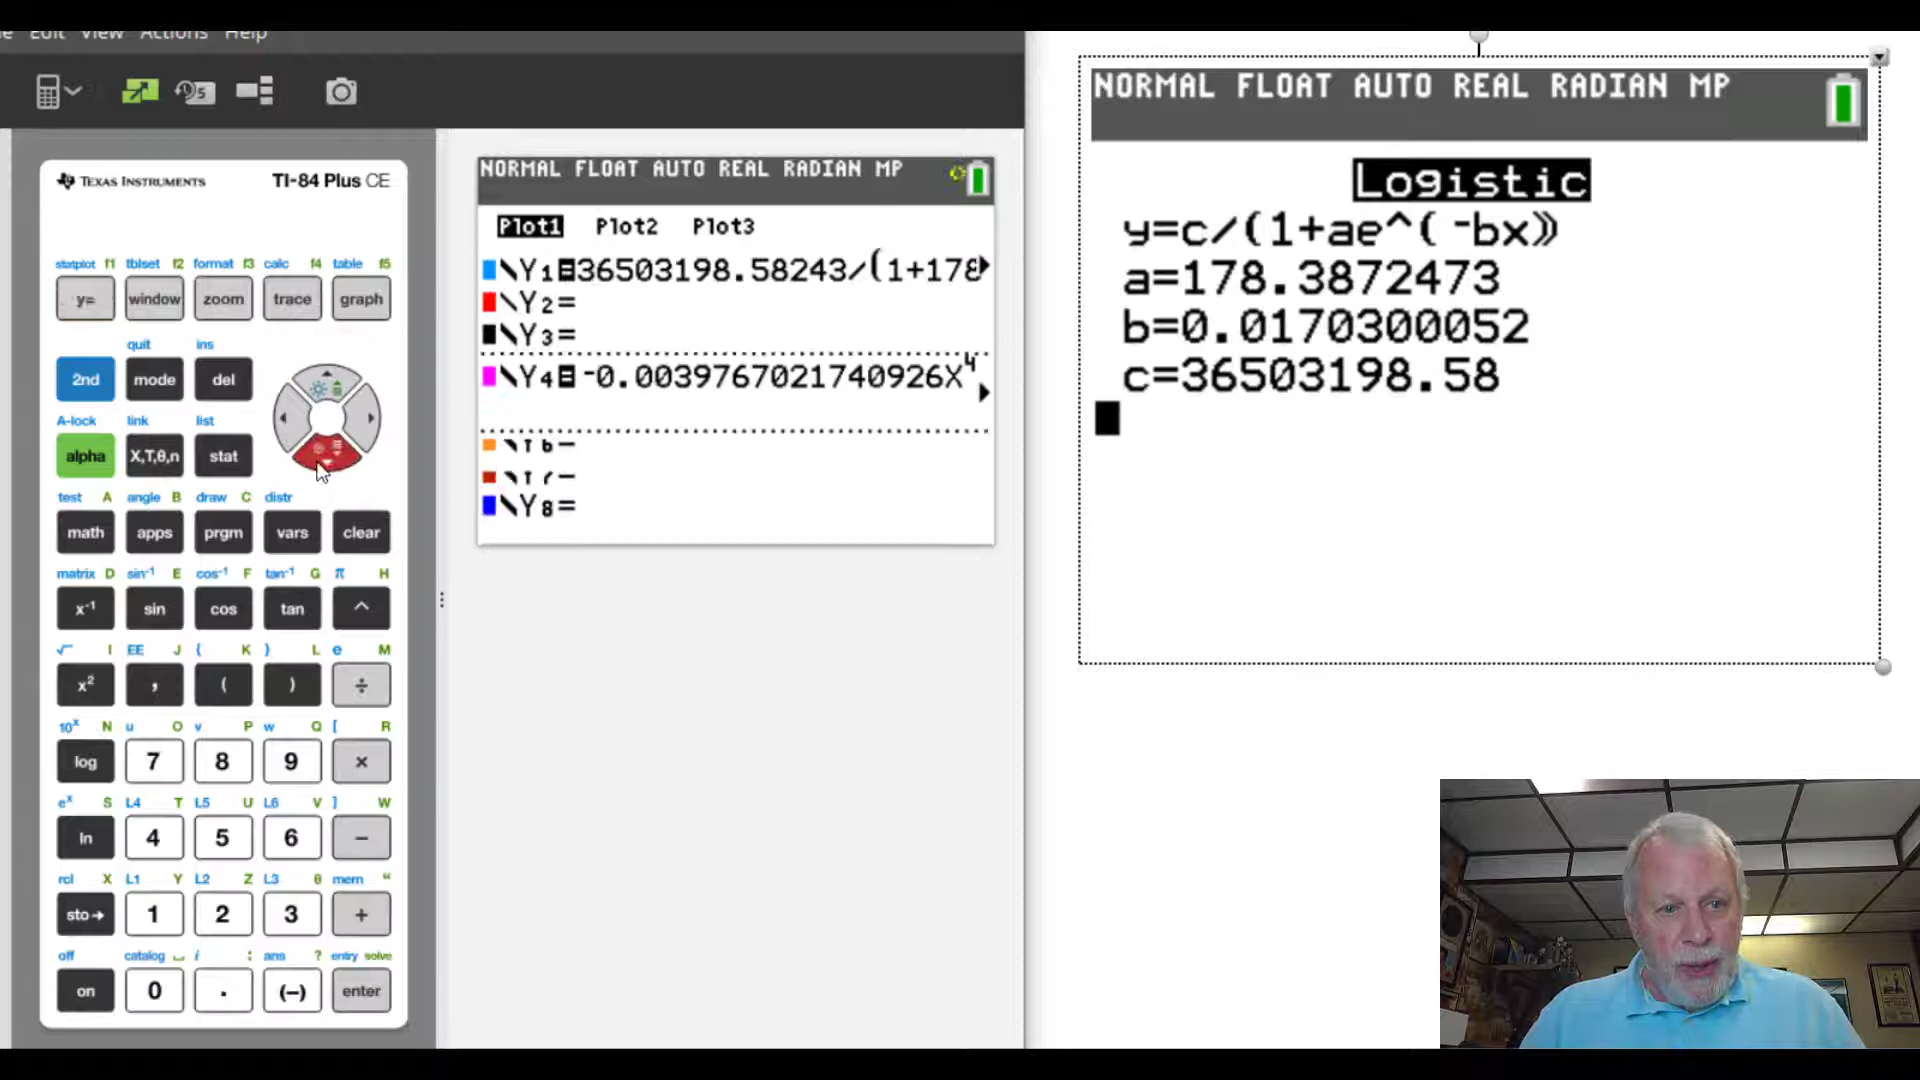 Edit View Actions Help
TEXAS INSTRUMENTS TI-84 Plus CE
statplot f1 tblset f2 format f3 calc f4 table f5
y= window zoom trace graph
quit ins
2nd mode del
A-lock link list
alpha X,T,θ,n stat
test A angle B draw C distr
math apps prgm vars clear
matrix D sin-1 E cos-1 F tan-1 G π H
x-1 sin cos tan ^
√ I EE J { K } L e M
x2 , ( ) ÷
10x N u O v P w Q [ R
log 7 8 9 ×
ex S L4 T L5 U L6 V ] W
ln 4 5 6 −
rcl X L1 Y L2 Z L3 θ mem "
sto→ 1 2 3 +
off catalog i : ans ? entry solve
on 0 . (−) enter
NORMAL FLOAT AUTO REAL RADIAN MP
Plot1 Plot2 Plot3
\Y1=36503198.58243/(1+178
\Y2=
\Y3=
\Y4=-0.0039767021740926X4
\Y8=
NORMAL FLOAT AUTO REAL RADIAN MP
Logistic
y=c/(1+ae^(-bx))
a=178.3872473
b=0.0170300052
c=36503198.58